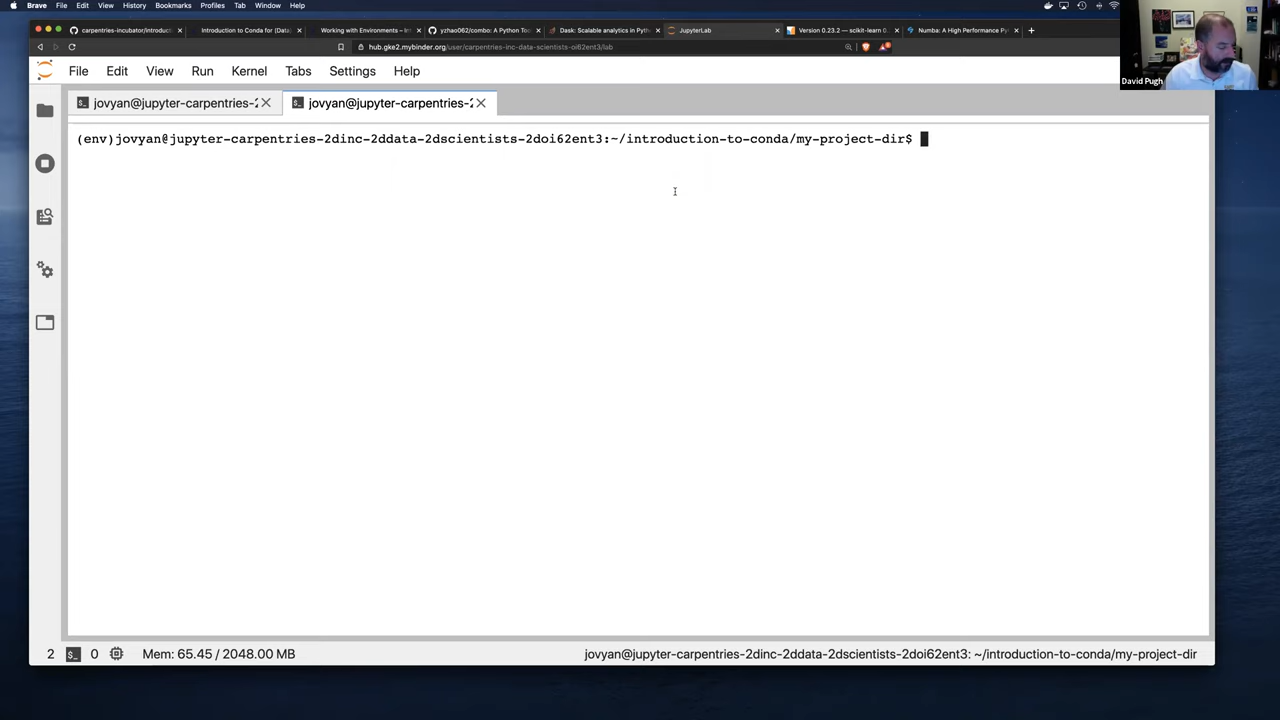 Brave File Edit View History Bookmarks Profiles Tab Window Help
carpentries-incubator/introduct
Introduction to Conda for (Data)
Working with Environments – Int
yzhao062/combo: A Python Tool
Dask: Scalable analytics in Pyth
JupyterLab
Version 0.23.2 — scikit-learn 0.
Numba: A High Performance Py
hub.gke2.mybinder.org/user/carpentries-inc-data-scientists-oi62ent3/lab
David Pugh
File Edit View Run Kernel Tabs Settings Help
jovyan@jupyter-carpentries-2
jovyan@jupyter-carpentries-2
(env)jovyan@jupyter-carpentries-2dinc-2ddata-2dscientists-2doi62ent3:~/introduction-to-conda/my-project-dir$
2 0 Mem: 65.45 / 2048.00 MB
jovyan@jupyter-carpentries-2dinc-2ddata-2dscientists-2doi62ent3: ~/introduction-to-conda/my-project-dir